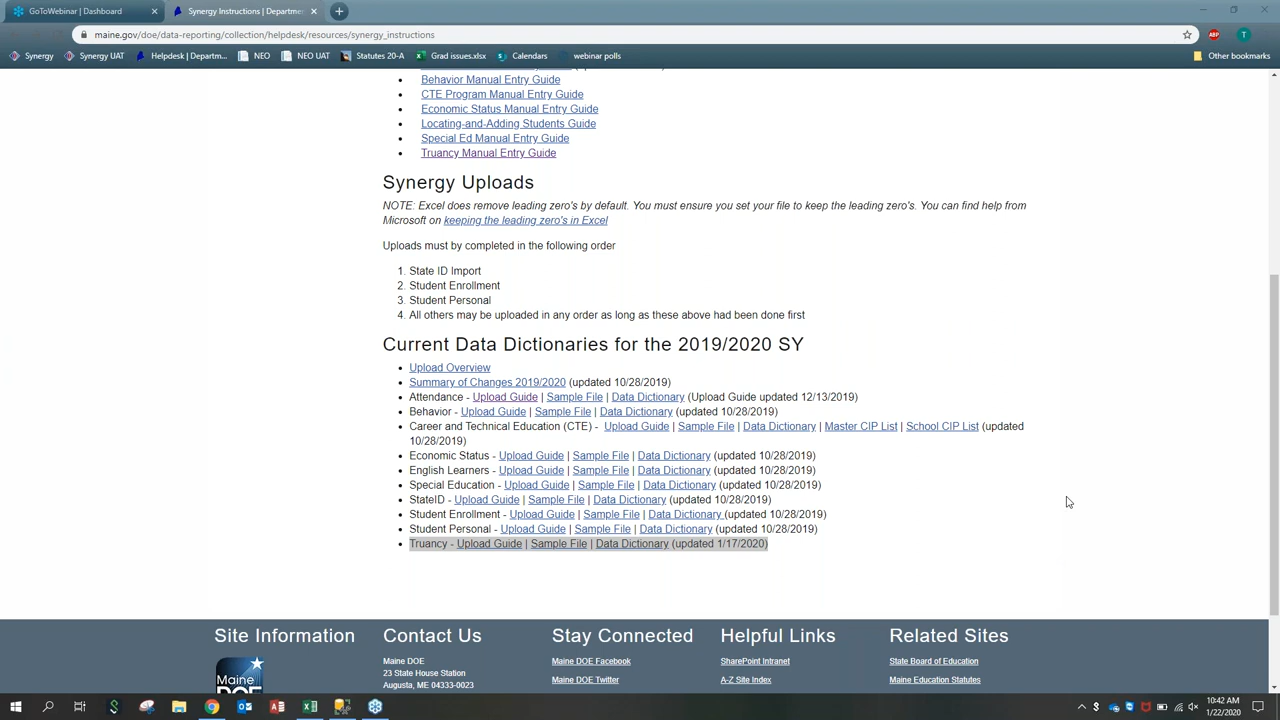 GoToWebinar | Dashboard
Synergy Instructions | Departmen
maine.gov/doe/data-reporting/collection/helpdesk/resources/synergy_instructions
ABP
T
Synergy
Synergy UAT
Helpdesk | Departm...
NEO
NEO UAT
Statutes 20-A
Grad issues.xlsx
Calendars
webinar polls
Other bookmarks
Behavior Manual Entry Guide
CTE Program Manual Entry Guide
Economic Status Manual Entry Guide
Locating-and-Adding Students Guide
Special Ed Manual Entry Guide
Truancy Manual Entry Guide
Synergy Uploads
NOTE: Excel does remove leading zero's by default. You must ensure you set your file to keep the leading zero's. You can find help from
Microsoft on keeping the leading zero's in Excel
Uploads must by completed in the following order
1. State ID Import
2. Student Enrollment
3. Student Personal
4. All others may be uploaded in any order as long as these above had been done first
Current Data Dictionaries for the 2019/2020 SY
Upload Overview
Summary of Changes 2019/2020 (updated 10/28/2019)
Attendance - Upload Guide | Sample File | Data Dictionary (Upload Guide updated 12/13/2019)
Behavior - Upload Guide | Sample File | Data Dictionary (updated 10/28/2019)
Career and Technical Education (CTE) - Upload Guide | Sample File | Data Dictionary | Master CIP List | School CIP List (updated
10/28/2019)
Economic Status - Upload Guide | Sample File | Data Dictionary (updated 10/28/2019)
English Learners - Upload Guide | Sample File | Data Dictionary (updated 10/28/2019)
Special Education - Upload Guide | Sample File | Data Dictionary (updated 10/28/2019)
StateID - Upload Guide | Sample File | Data Dictionary (updated 10/28/2019)
Student Enrollment - Upload Guide | Sample File | Data Dictionary (updated 10/28/2019)
Student Personal - Upload Guide | Sample File | Data Dictionary (updated 10/28/2019)
Truancy - Upload Guide | Sample File | Data Dictionary (updated 1/17/2020)
Site Information
Contact Us
Stay Connected
Helpful Links
Related Sites
Maine
DOE
Maine DOE
23 State House Station
Augusta, ME 04333-0023
Maine DOE Facebook
Maine DOE Twitter
SharePoint Intranet
A-Z Site Index
State Board of Education
Maine Education Statutes
10:42 AM
1/22/2020